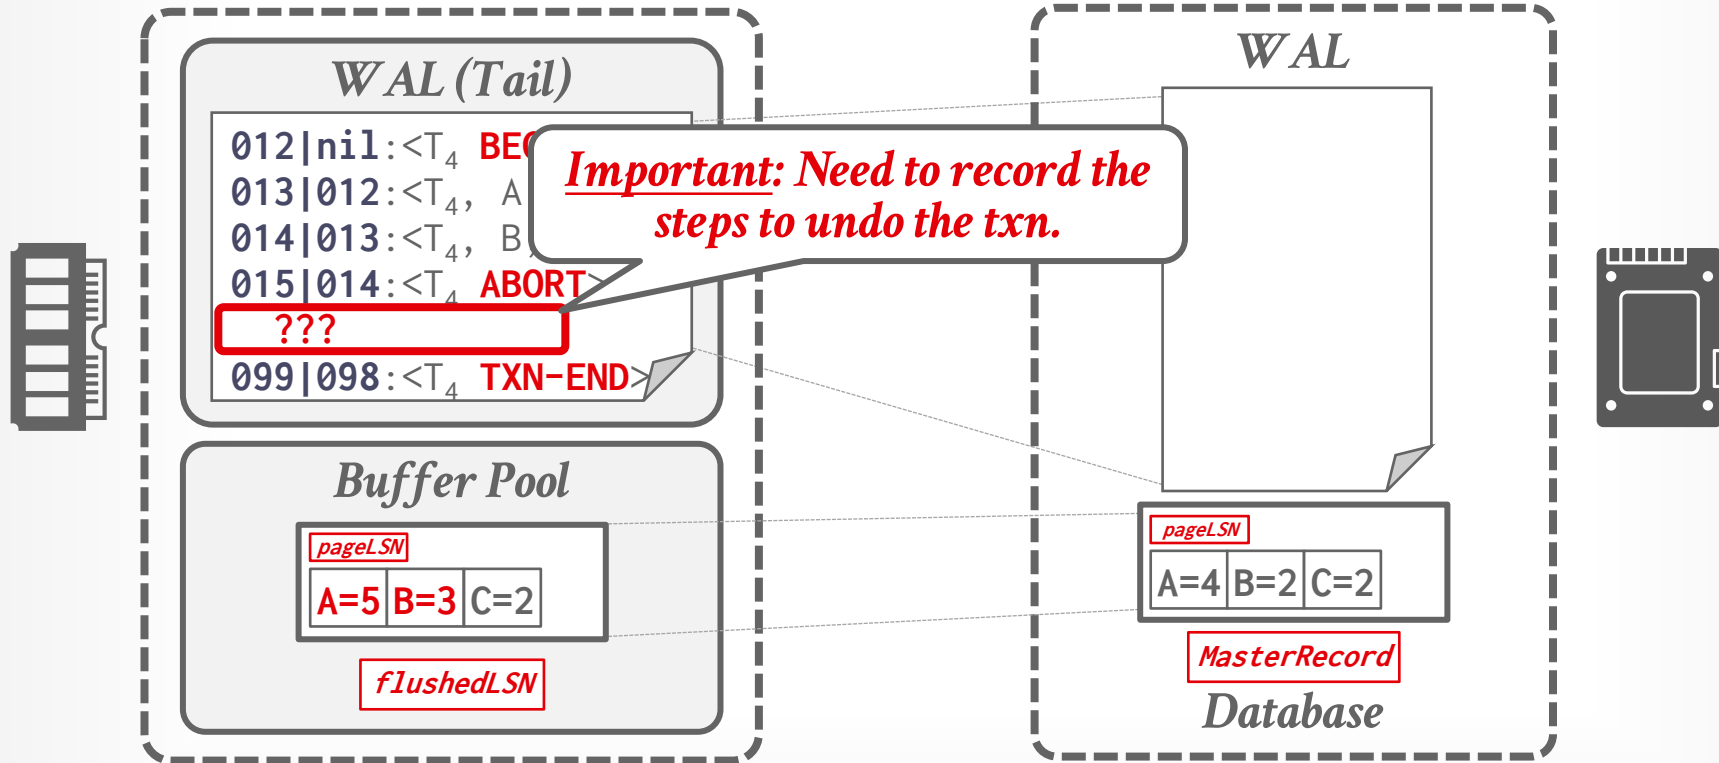 WAL (Tail)
012|nil:<T4 BE
013|012:<T4, A
014|013:<T4, B
015|014:<T4 ABORT>
???
099|098:<T4 TXN-END>
Important: Need to record the
steps to undo the txn.
Buffer Pool
pageLSN
A=5 B=3 C=2
flushedLSN
WAL
pageLSN
A=4 B=2 C=2
MasterRecord
Database